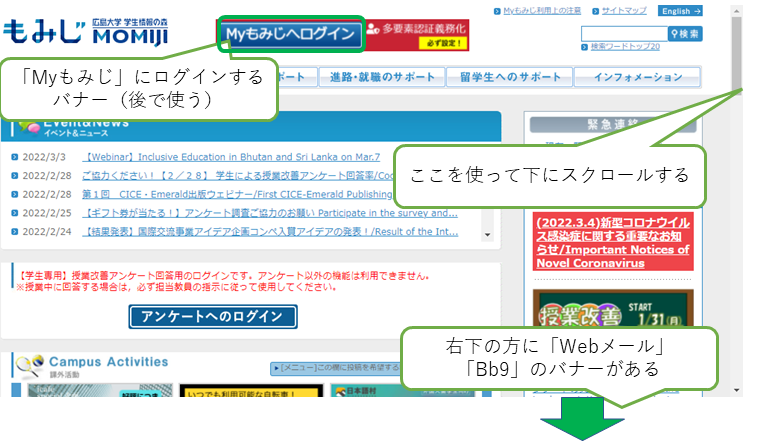 Myもみじ利用上の注意 サイトマップ English
広島大学 学生情報の森
もみじ MOMIJI
Myもみじへログイン
多要素認証義務化
必ず設定！
検索
検索ワードトップ20
「Myもみじ」にログインする
バナー（後で使う）
ポート 進路・就職のサポート 留学生へのサポート インフォメーション
Event&News
イベント&ニュース
緊急連絡
2022/3/3 【Webinar】Inclusive Education in Bhutan and Sri Lanka on Mar.7
2022/2/28 ご協力ください！【２／２８】 学生による授業改善アンケート回答率/Co
2022/2/28 第１回 CICE・Emerald出版ウェビナー/First CICE-Emerald Publishing
2022/2/25 【ギフト券が当たる！】アンケート調査ご協力のお願い Participate in the survey and...
2022/2/24 【結果発表】国際交流事業アイデア企画コンペ入賞アイデアの発表！/Result of the Int...
ここを使って下にスクロールする
(2022.3.4)新型コロナウイル
ス感染症に関する重要なお知
らせ/Important Notices of
Novel Coronavirus
【学生専用】授業改善アンケート回答用のログインです。アンケート以外の機能は利用できません。
※授業中に回答する場合は，必ず担当教員の指示に従って使用してください。
アンケートへのログイン
授業改善 START
1/31(月)
右下の方に「Webメール」
「Bb9」のバナーがある
Campus Activities
課外活動
[メニュー]この欄に投稿を希望する
いつでも利用可能な自転車！
日本語村